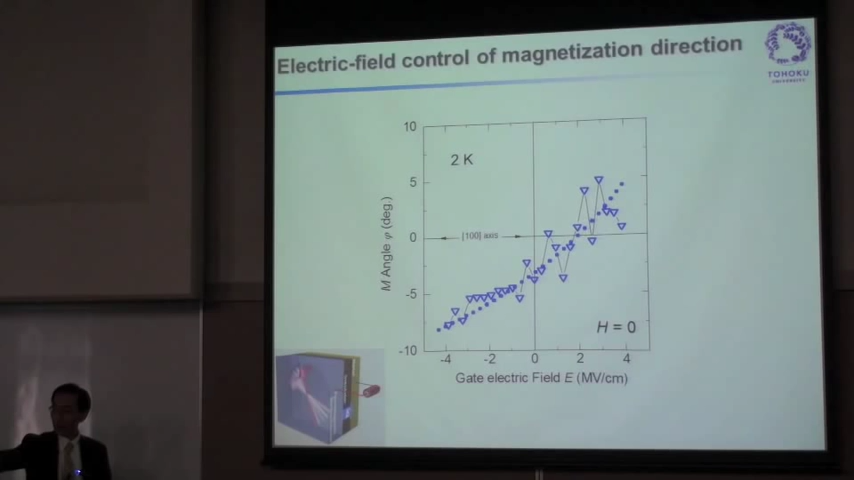 Electric-field control of magnetization direction
TOHOKU
UNIVERSITY
10
5
0
-5
-10
M Angle φ (deg.)
2 K
[100] axis
H = 0
-4 -2 0 2 4
Gate electric Field E (MV/cm)